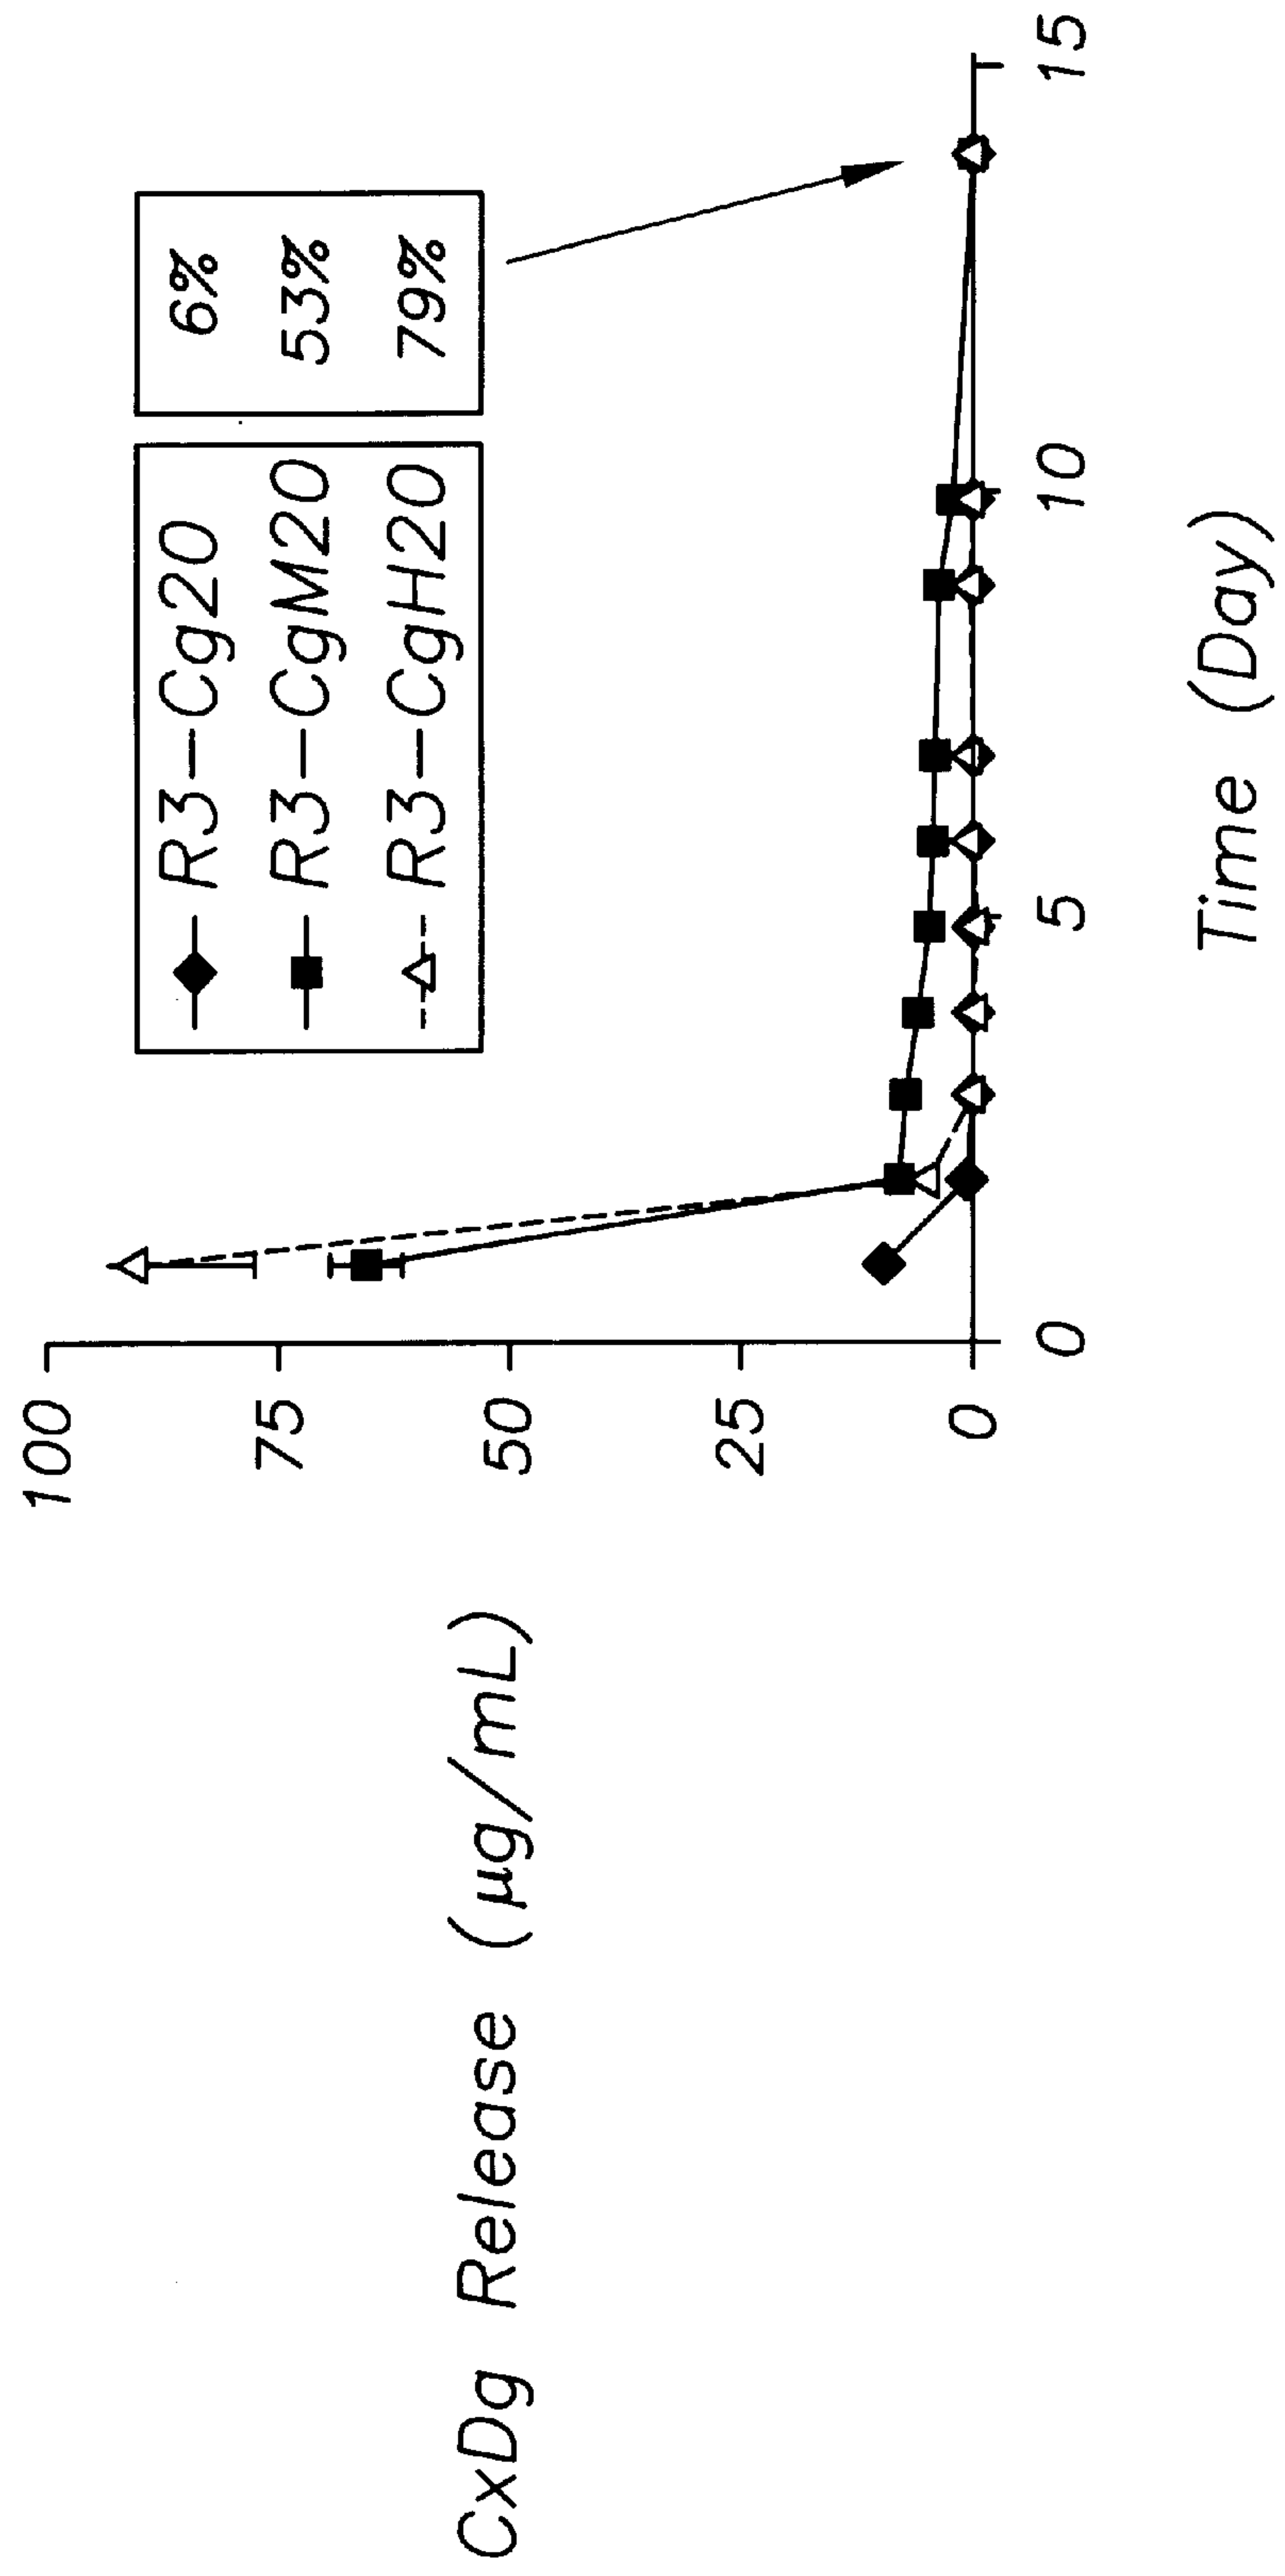 CxDg Release (µg/mL)
100
75
50
25
0
R3-Cg20 6%
R3-CgM20 53%
R3-CgH20 79%
0 5 10 15
Time (Day)